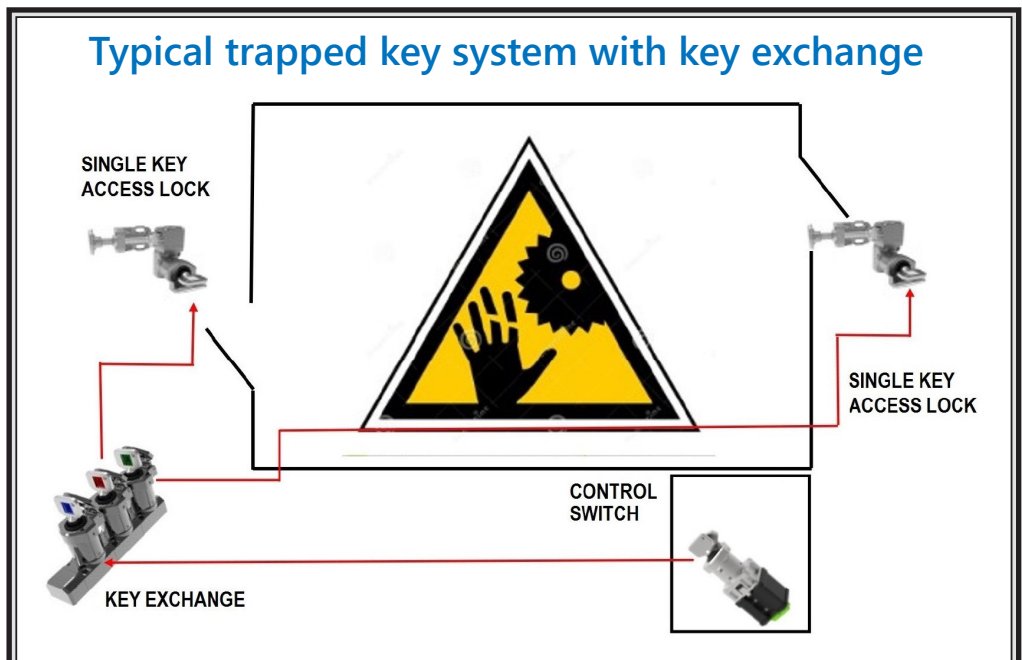 Typical trapped key system with key exchange
SINGLE KEY
ACCESS LOCK
SINGLE KEY
ACCESS LOCK
CONTROL
SWITCH
KEY EXCHANGE